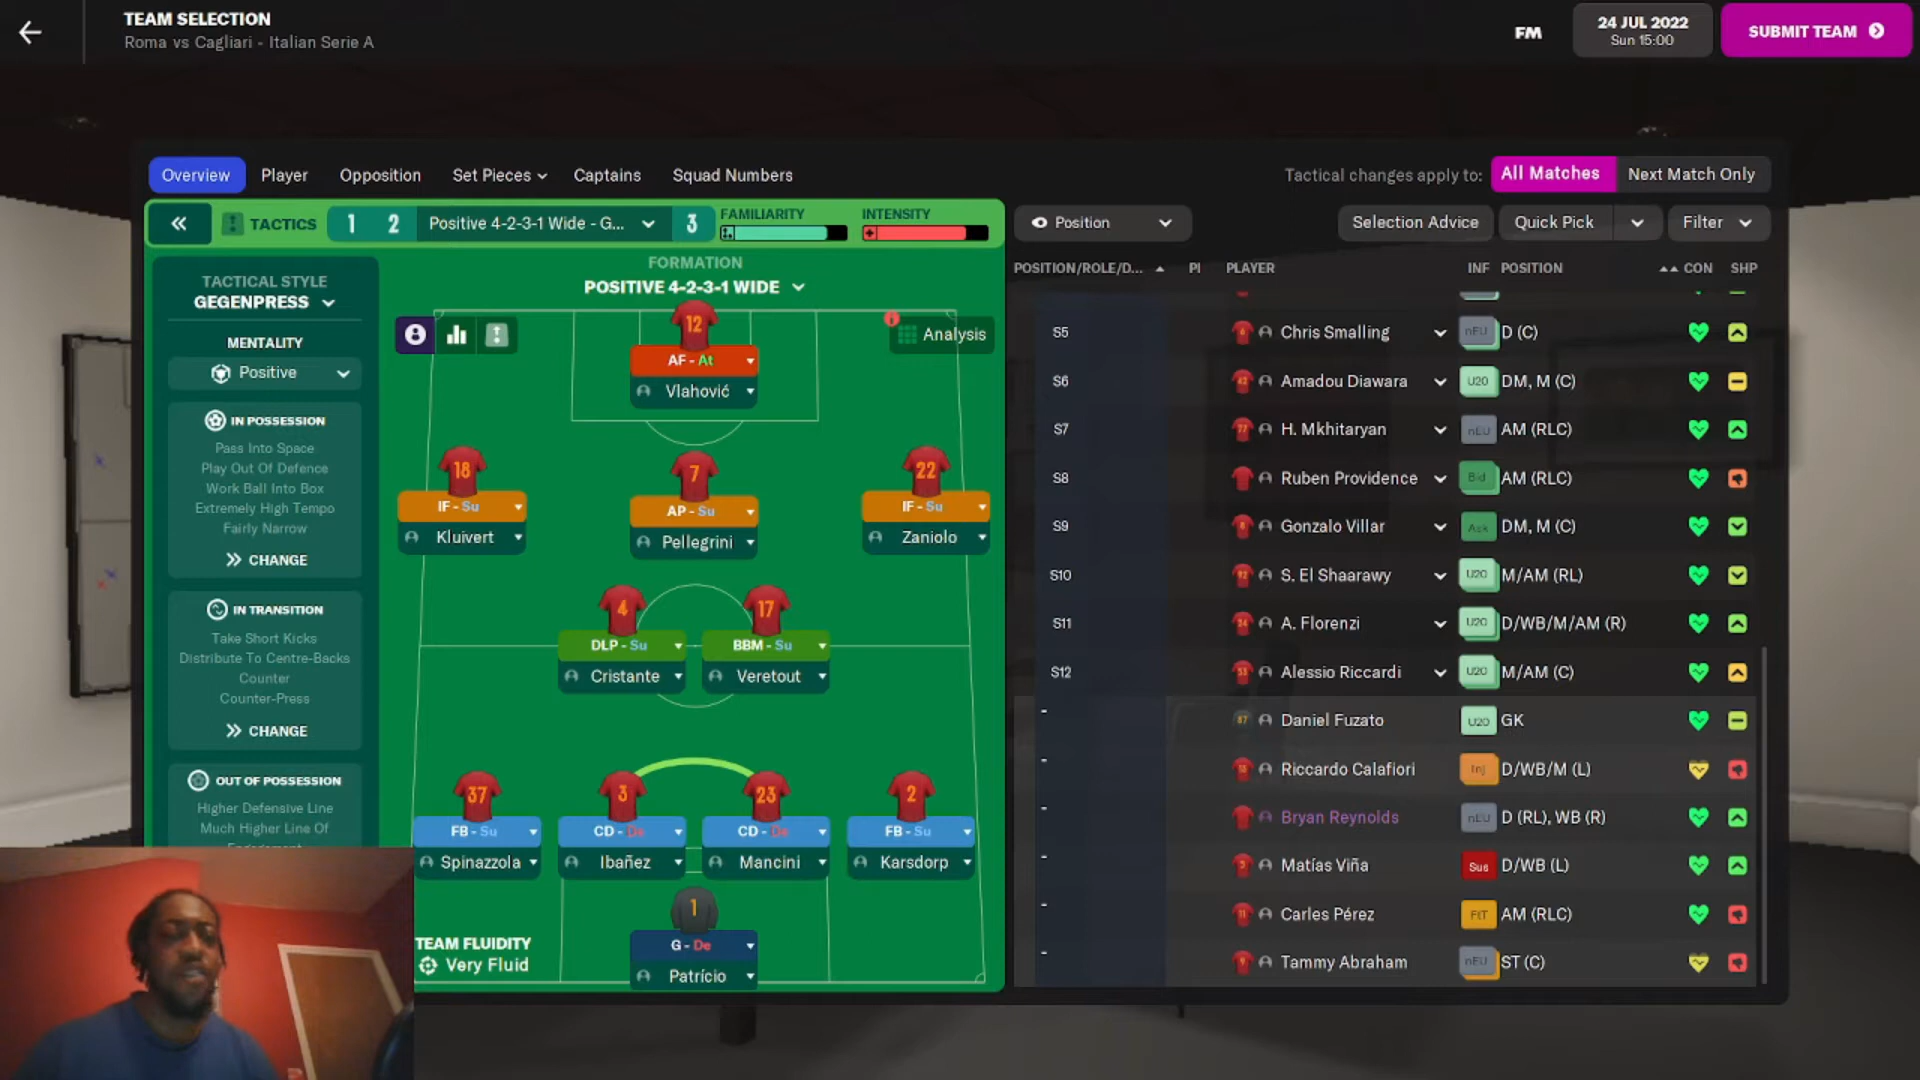 TEAM SELECTION
Roma vs Cagliari - Italian Serie A
FM
24 JUL 2022
Sun 15:00
SUBMIT TEAM
Overview
Player
Opposition
Set Pieces
Captains
Squad Numbers
Tactical changes apply to:
All Matches
Next Match Only
TACTICS
1
2
Positive 4-2-3-1 Wide - G...
3
FAMILIARITY
INTENSITY
Position
Selection Advice
Quick Pick
Filter
TACTICAL STYLE
GEGENPRESS
MENTALITY
Positive
IN POSSESSION
Pass Into Space
Play Out Of Defence
Work Ball Into Box
Extremely High Tempo
Fairly Narrow
CHANGE
IN TRANSITION
Take Short Kicks
Distribute To Centre-Backs
Counter
Counter-Press
CHANGE
OUT OF POSSESSION
Higher Defensive Line
Much Higher Line Of
FORMATION
POSITIVE 4-2-3-1 WIDE
Analysis
12
AF - At
Vlahović
18
IF - Su
Kluivert
7
AP - Su
Pellegrini
22
IF - Su
Zaniolo
4
DLP - Su
Cristante
17
BBM - Su
Veretout
37
FB - Su
Spinazzola
3
CD - De
Ibañez
23
CD - De
Mancini
2
FB - Su
Karsdorp
1
G - De
Patrício
TEAM FLUIDITY
Very Fluid
POSITION/ROLE/D... PI PLAYER INF POSITION CON SHP
S5 Chris Smalling nEU D (C)
S6 Amadou Diawara U20 DM, M (C)
S7 H. Mkhitaryan nEU AM (RLC)
S8 Ruben Providence Bid AM (RLC)
S9 Gonzalo Villar Ask DM, M (C)
S10 S. El Shaarawy U20 M/AM (RL)
S11 A. Florenzi U20 D/WB/M/AM (R)
S12 Alessio Riccardi U20 M/AM (C)
- Daniel Fuzato U20 GK
- Riccardo Calafiori Inj D/WB/M (L)
- Bryan Reynolds nEU D (RL), WB (R)
- Matías Viña Sus D/WB (L)
- Carles Pérez FtT AM (RLC)
- Tammy Abraham nEU ST (C)